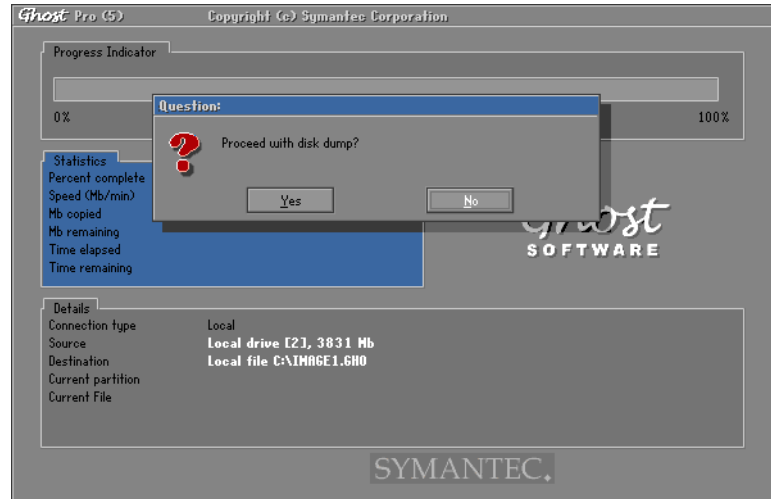 Ghost Pro (5) Copyright (c) Symantec Corporation
Progress Indicator
0% 100%
Question:
Proceed with disk dump?
Yes No
Statistics
Percent complete
Speed (Mb/min)
Mb copied
Mb remaining
Time elapsed
Time remaining
Ghost
SOFTWARE
Details
Connection type Local
Source Local drive [2], 3831 Mb
Destination Local file C:\IMAGE1.GHO
Current partition
Current File
SYMANTEC.